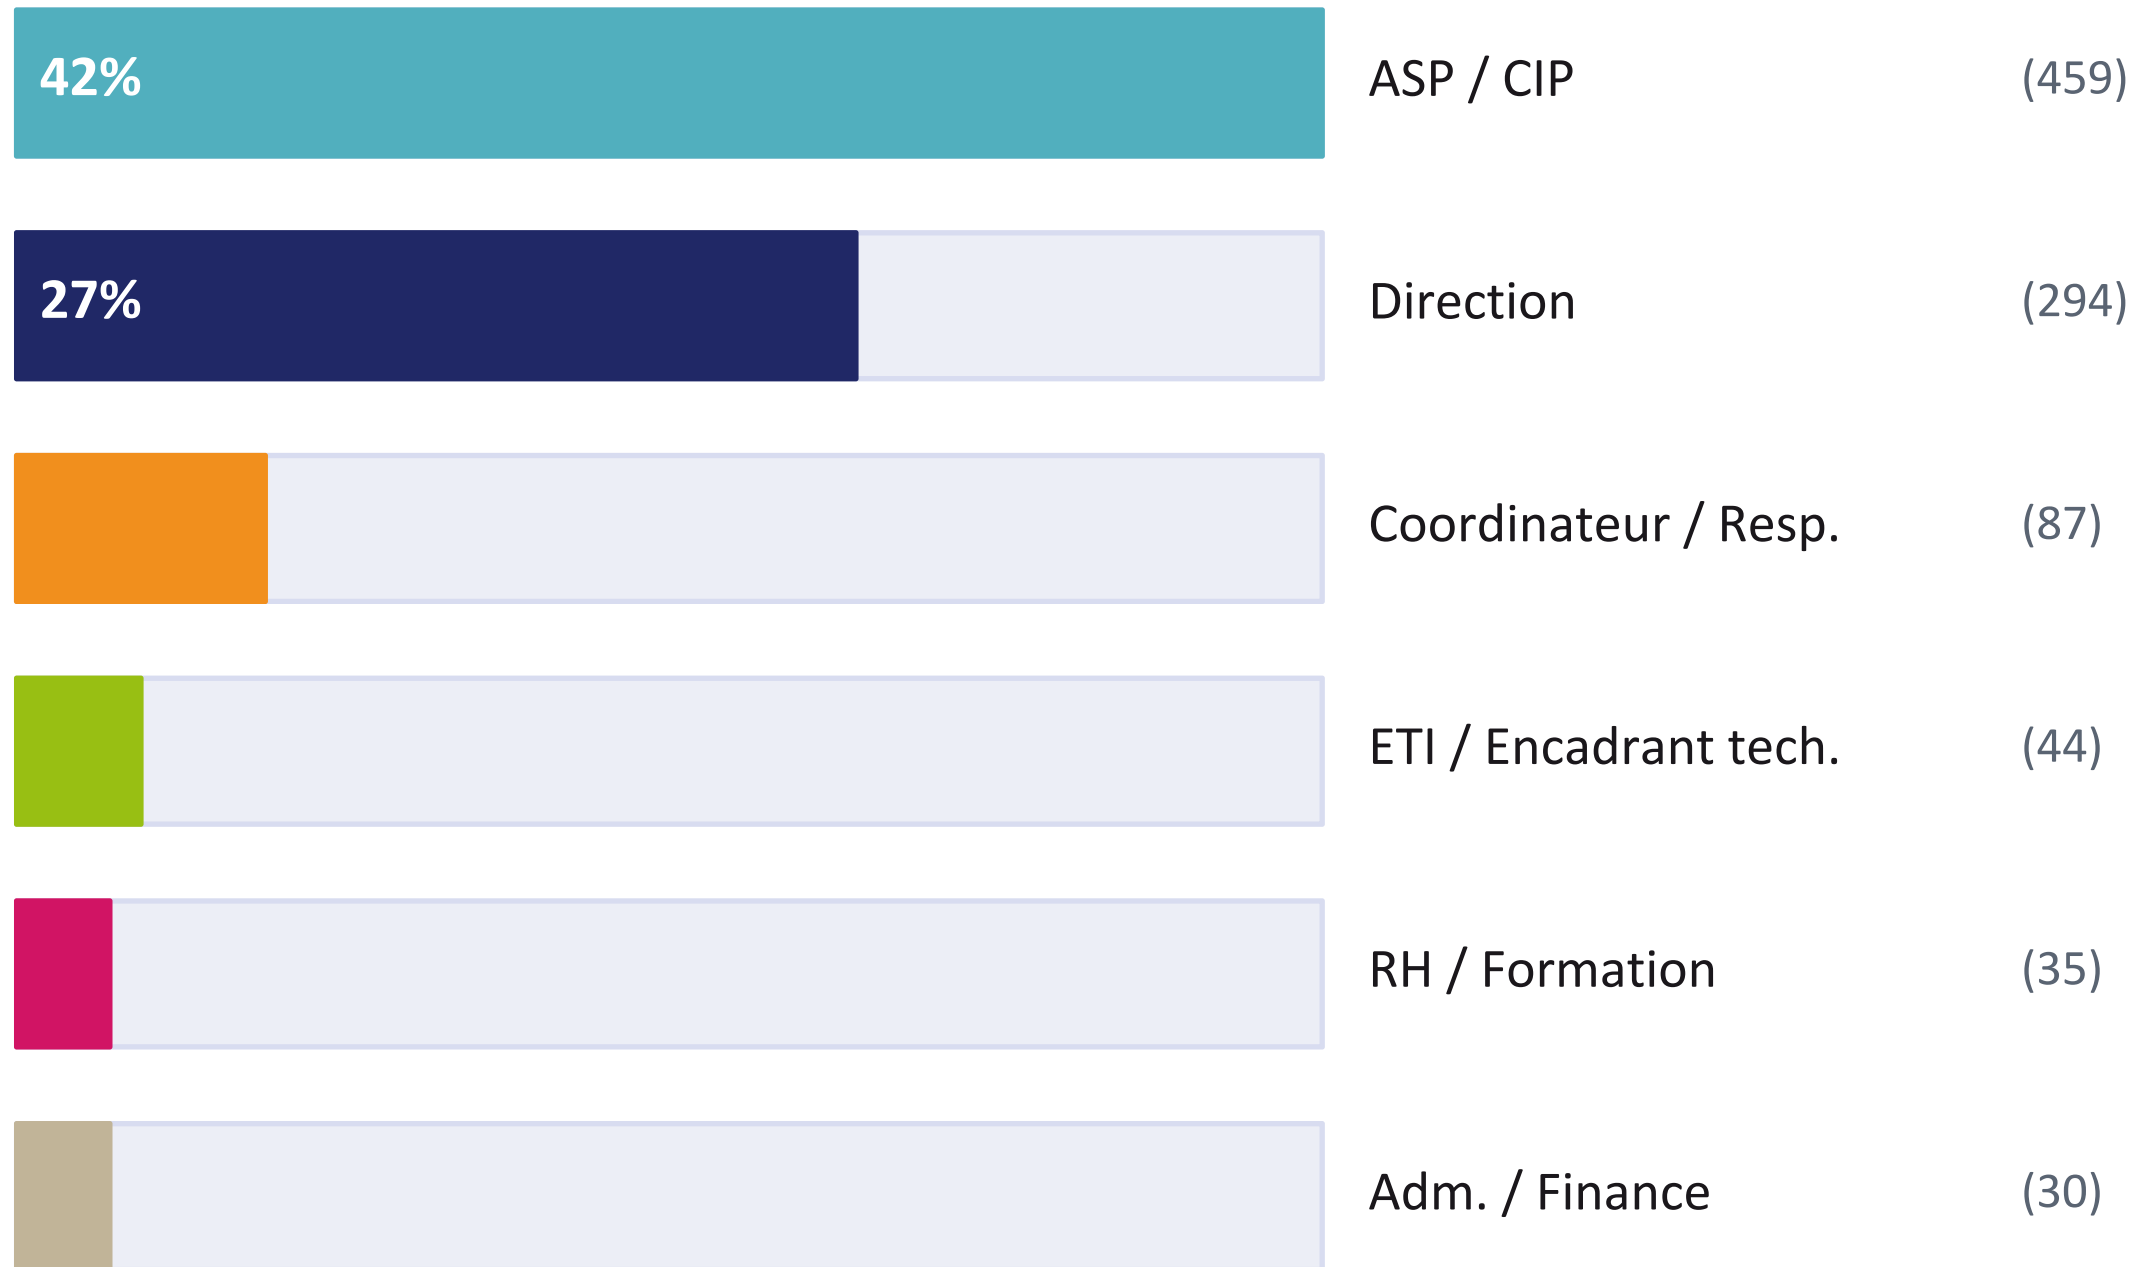 42% ASP / CIP (459)
27% Direction (294)
Coordinateur / Resp. (87)
ETI / Encadrant tech. (44)
RH / Formation (35)
Adm. / Finance (30)